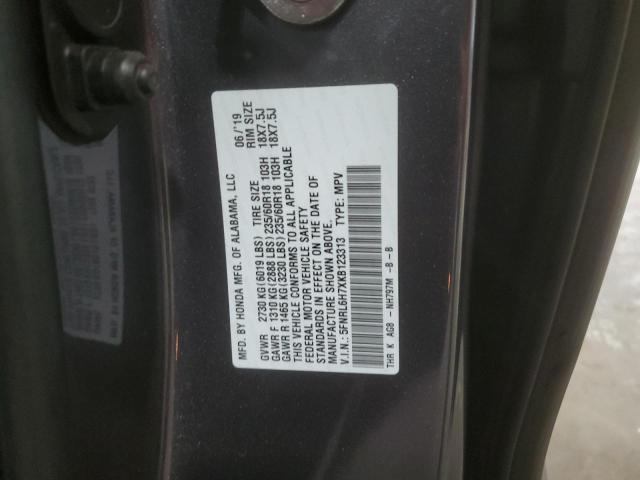 MFD. BY HONDA MFG. OF ALABAMA, LLC 06/'19
GVWR 2730 KG(6019 LBS) TIRE SIZE RIM SIZE
GAWR F 1310 KG(2888 LBS)235/60R18 103H 18X7.5J
GAWR R 1465 KG(3230 LBS)235/60R18 103H 18X7.5J
THIS VEHICLE CONFORMS TO ALL APPLICABLE
FEDERAL MOTOR VEHICLE SAFETY
STANDARDS IN EFFECT ON THE DATE OF
MANUFACTURE SHOWN ABOVE.
V.I.N.: 5FNRL6H7XKB123313 TYPE: MPV
THR K AG8 - NH797M -B - B